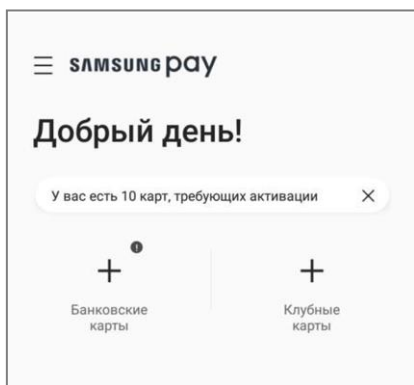 SAMSUNG pay
Добрый день!
У вас есть 10 карт, требующих активации
Банковские
карты
Клубные
карты